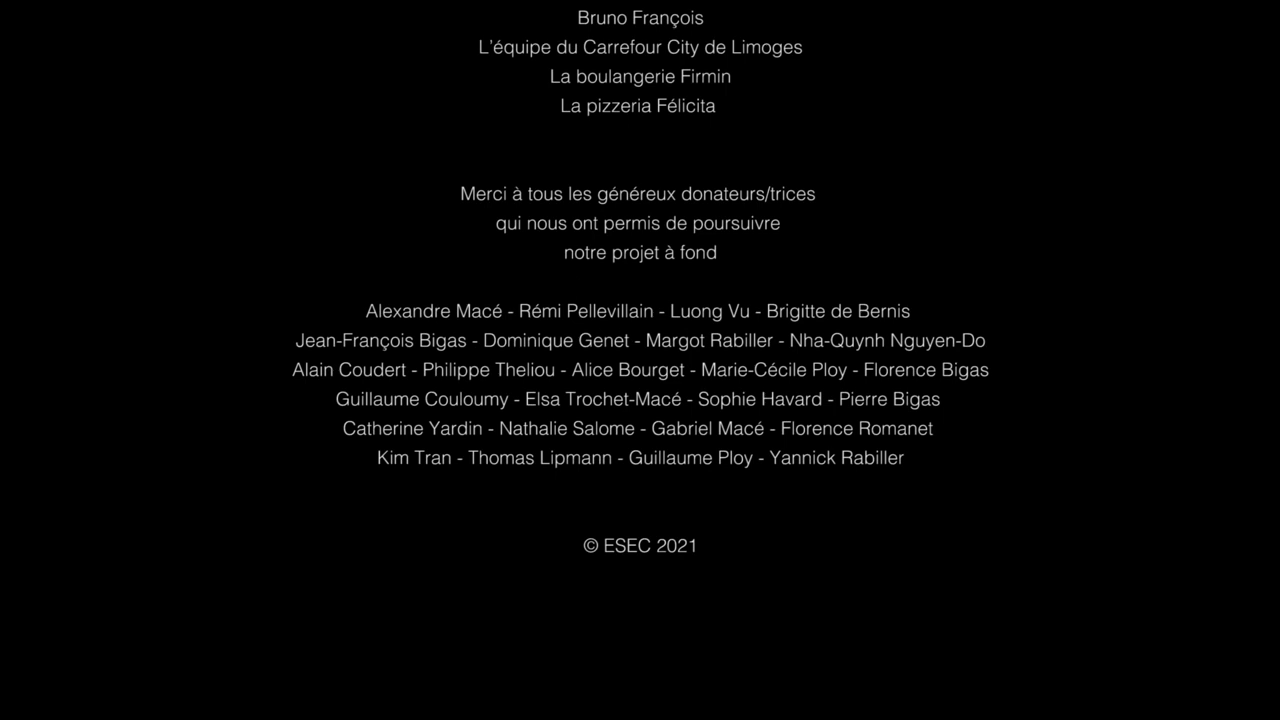 Bruno François
L'équipe du Carrefour City de Limoges
La boulangerie Firmin
La pizzeria Félicita
Merci à tous les généreux donateurs/trices
qui nous ont permis de poursuivre
notre projet à fond
Alexandre Macé - Rémi Pellevillain - Luong Vu - Brigitte de Bernis
Jean-François Bigas - Dominique Genet - Margot Rabiller - Nha-Quynh Nguyen-Do
Alain Coudert - Philippe Theliou - Alice Bourget - Marie-Cécile Ploy - Florence Bigas
Guillaume Couloumy - Elsa Trochet-Macé - Sophie Havard - Pierre Bigas
Catherine Yardin - Nathalie Salome - Gabriel Macé - Florence Romanet
Kim Tran - Thomas Lipmann - Guillaume Ploy - Yannick Rabiller
© ESEC 2021